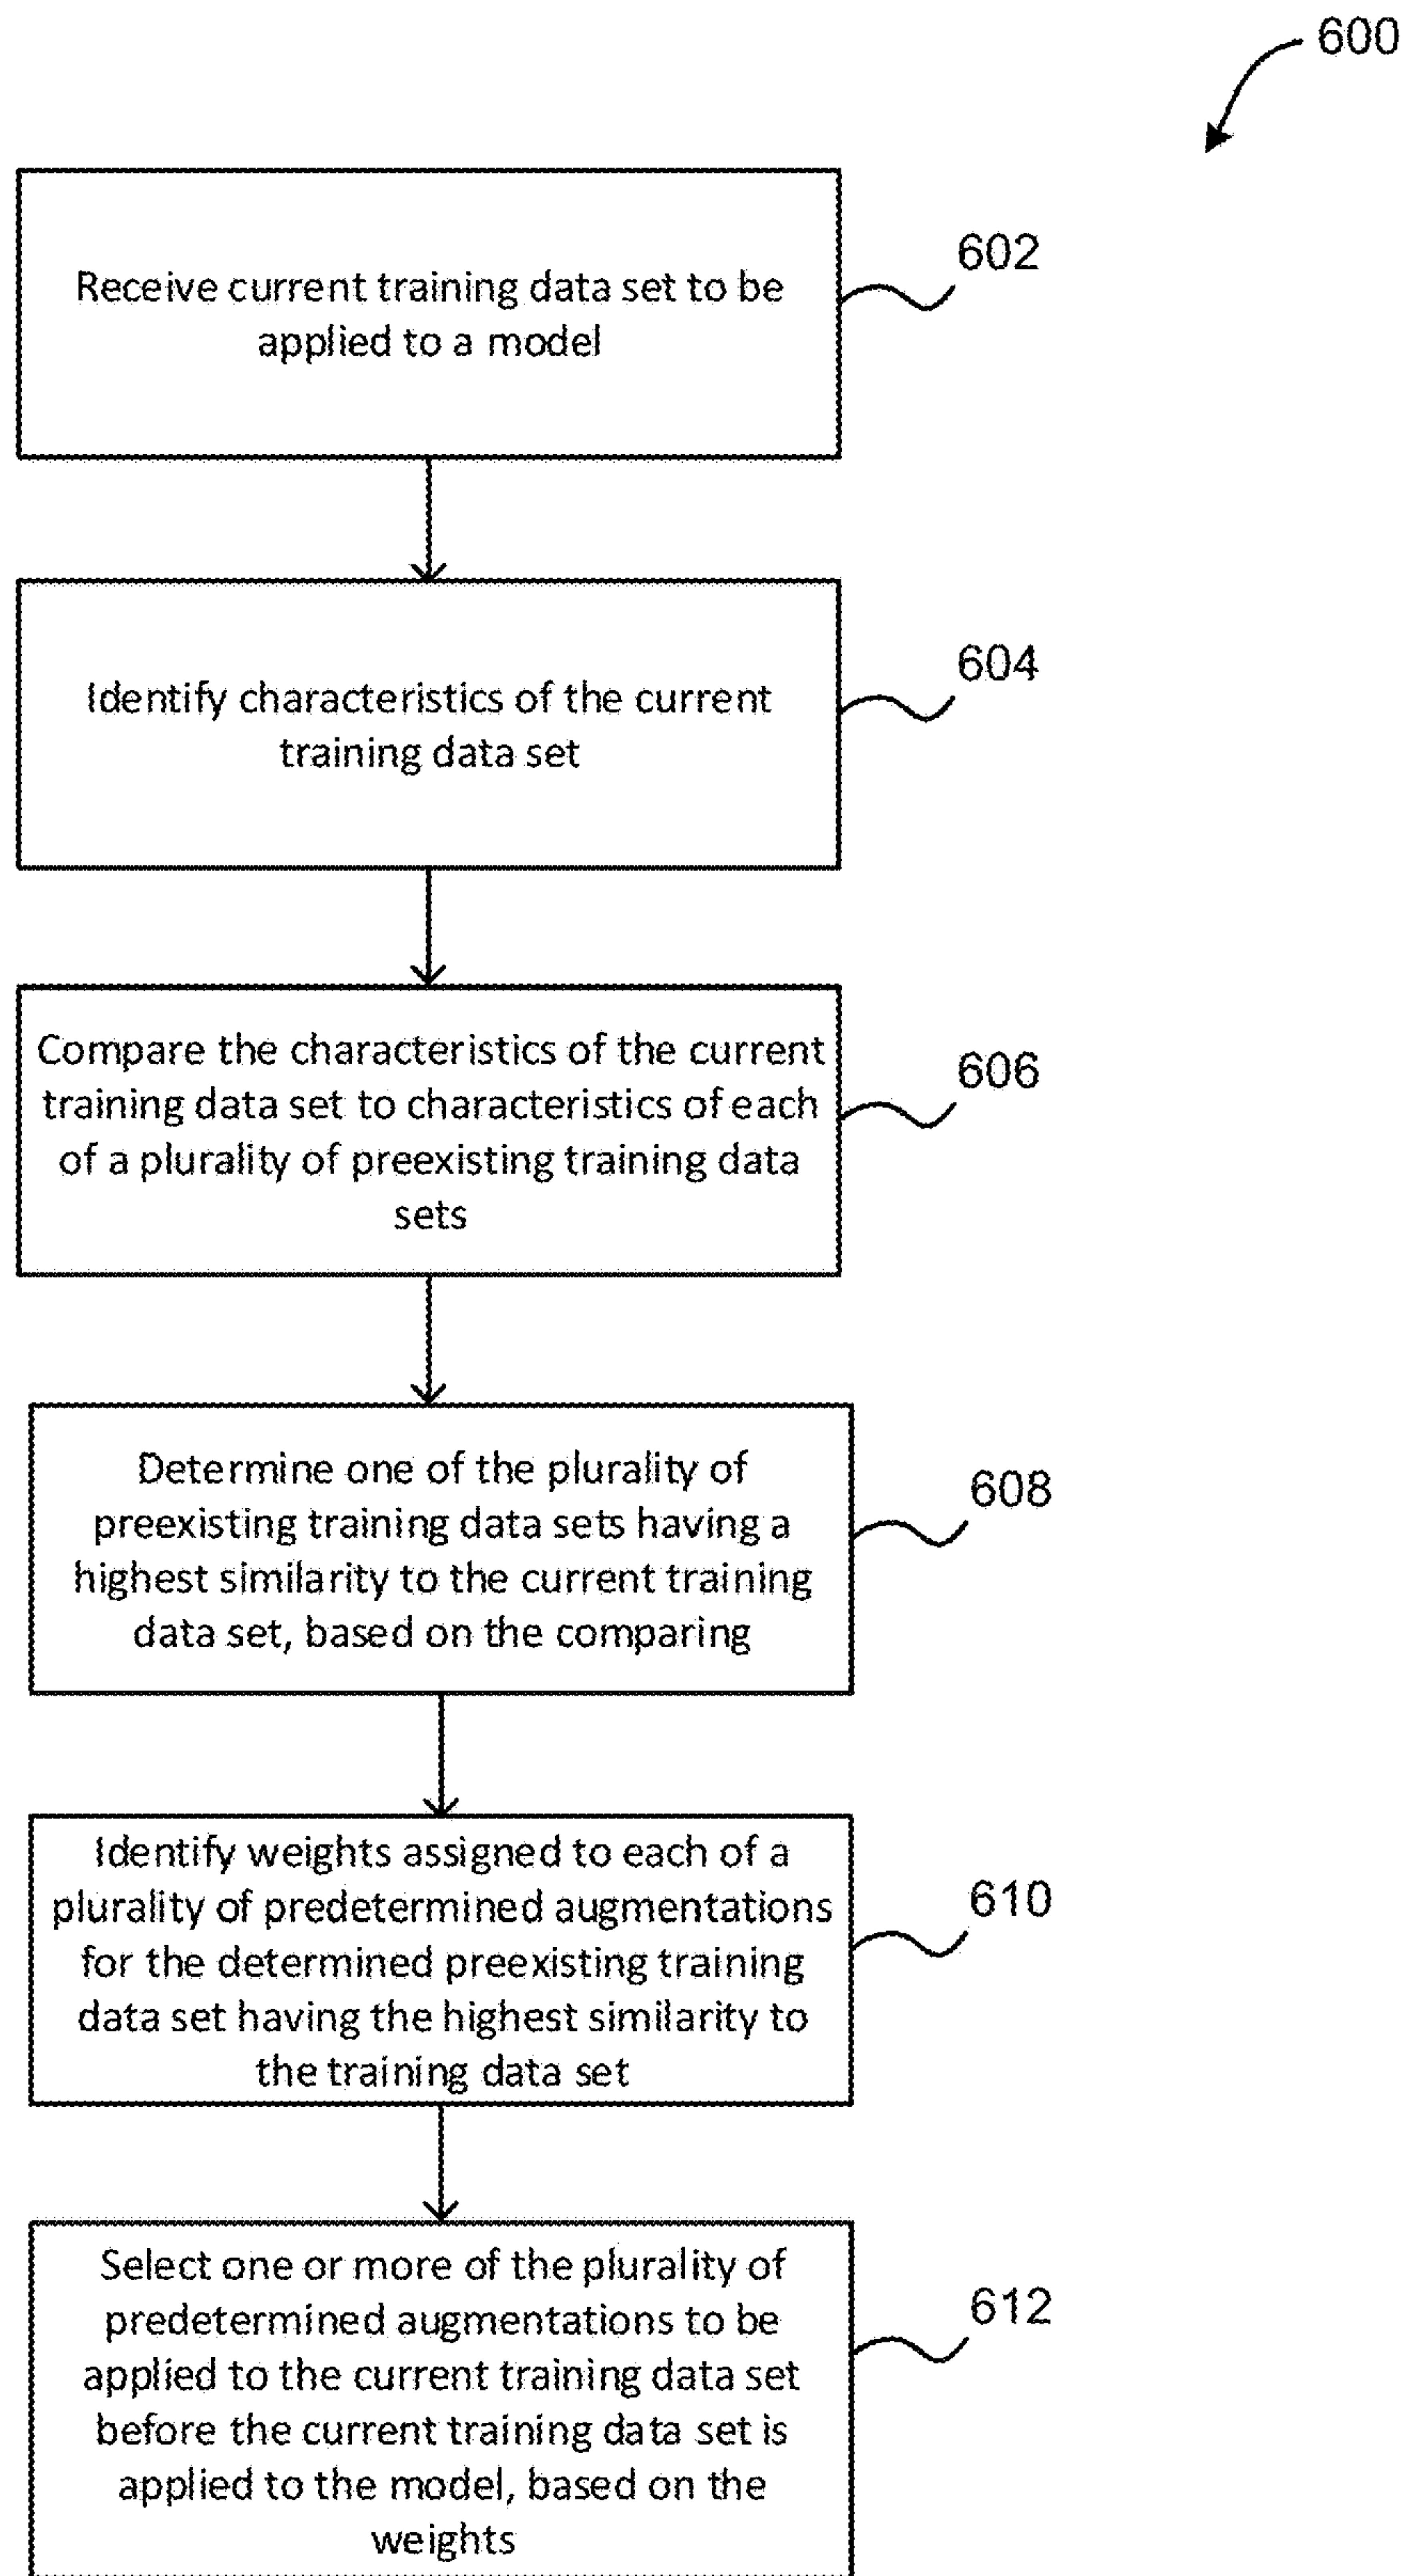 600
Receive current training data set to be
applied to a model
602
Identify characteristics of the current
training data set
604
Compare the characteristics of the current
training data set to characteristics of each
of a plurality of preexisting training data
sets
606
Determine one of the plurality of
preexisting training data sets having a
highest similarity to the current training
data set, based on the comparing
608
Identify weights assigned to each of a
plurality of predetermined augmentations
for the determined preexisting training
data set having the highest similarity to
the training data set
610
Select one or more of the plurality of
predetermined augmentations to be
applied to the current training data set
before the current training data set is
applied to the model, based on the
weights
612